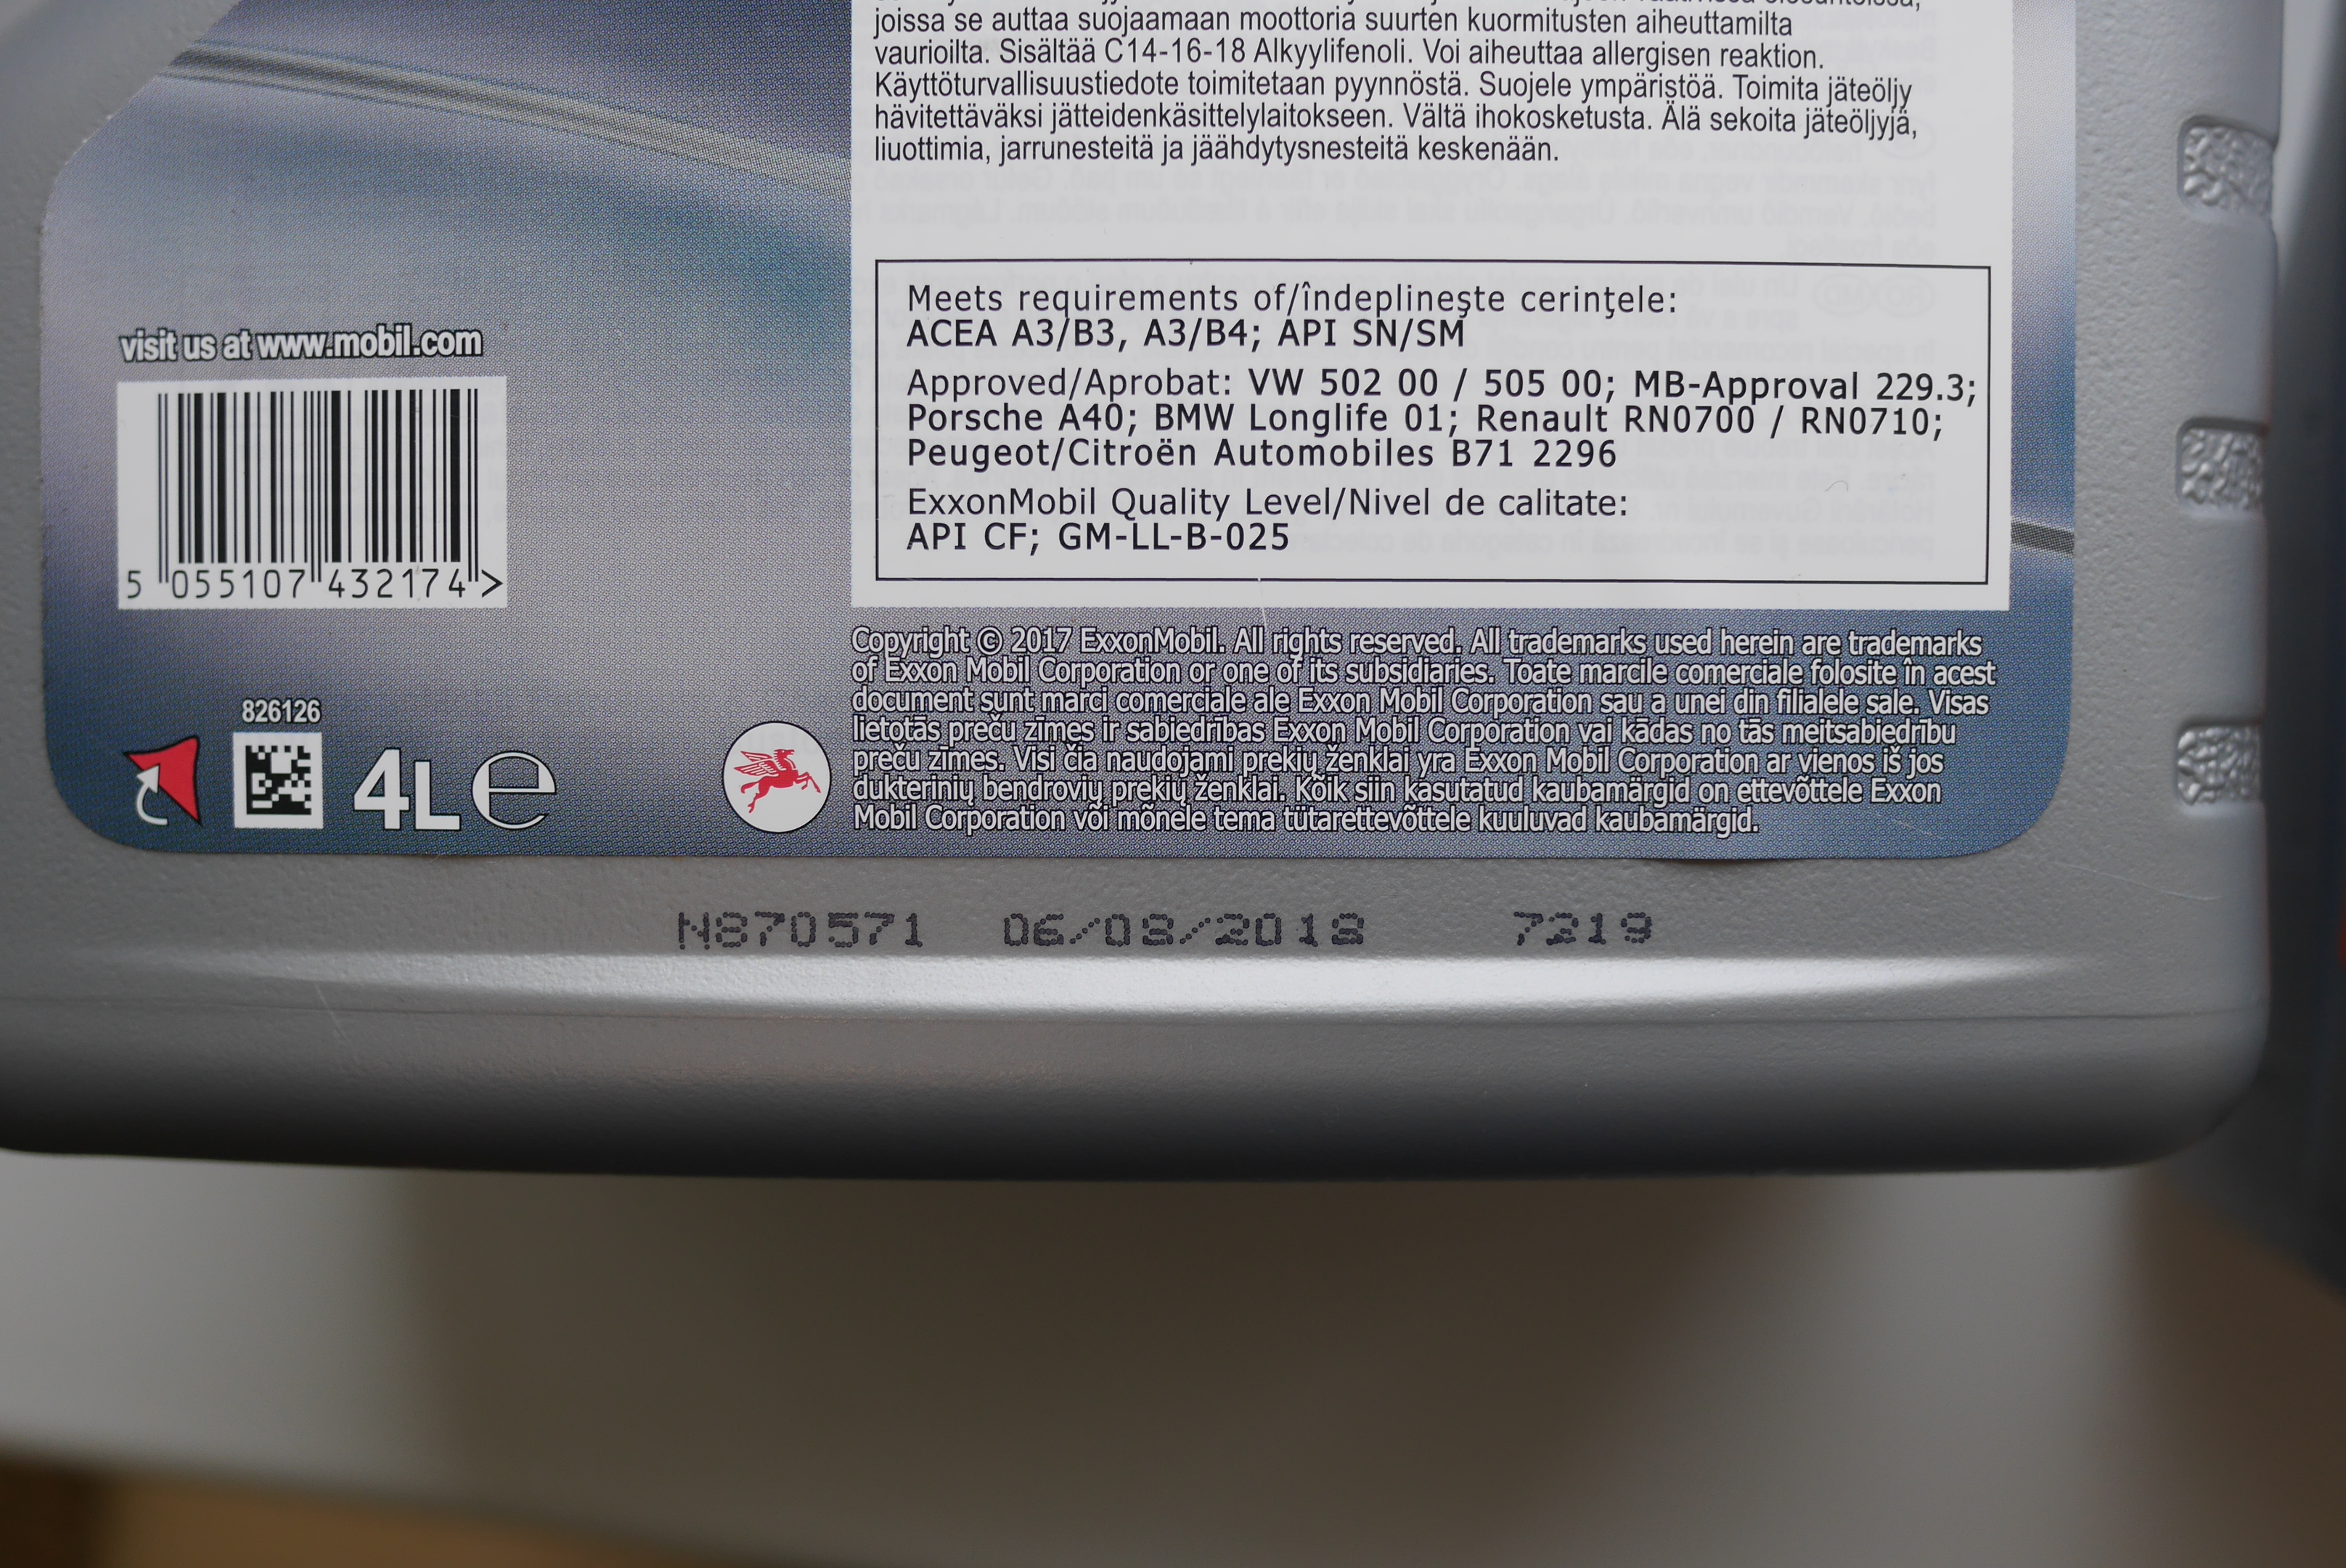 joissa se auttaa suojaamaan moottoria suurten kuormitusten aiheuttamilta
vaurioilta. Sisältää C14-16-18 Alkyylifenoli. Voi aiheuttaa allergisen reaktion.
Käyttöturvallisuustiedote toimitetaan pyynnöstä. Suojele ympäristöä. Toimita jäteöljy
hävitettäväksi jätteidenkäsittelylaitokseen. Vältä ihokosketusta. Älä sekoita jäteöljyjä,
liuottimia, jarrunesteitä ja jäähdytysnesteitä keskenään.
Meets requirements of/îndeplineşte cerinţele:
ACEA A3/B3, A3/B4; API SN/SM
Approved/Aprobat: VW 502 00 / 505 00; MB-Approval 229.3;
Porsche A40; BMW Longlife 01; Renault RN0700 / RN0710;
Peugeot/Citroën Automobiles B71 2296
ExxonMobil Quality Level/Nivel de calitate:
API CF; GM-LL-B-025
visit us at www.mobil.com
5 055107 432174 >
826126
4L e
Copyright © 2017 ExxonMobil. All rights reserved. All trademarks used herein are trademarks
of Exxon Mobil Corporation or one of its subsidiaries. Toate marcile comerciale folosite în acest
document sunt marci comerciale ale Exxon Mobil Corporation sau a unei din filialele sale. Visas
lietotās preču zīmes ir sabiedrības Exxon Mobil Corporation vai kādas no tās meitsabiedrību
preču zīmes. Visi čia naudojami prekių ženklai yra Exxon Mobil Corporation ar vienos iš jos
dukterinių bendrovių prekių ženklai. Kõik siin kasutatud kaubamärgid on ettevõttele Exxon
Mobil Corporation või mõnele tema tütarettevõttele kuuluvad kaubamärgid.
N870571 06/08/2018 7219